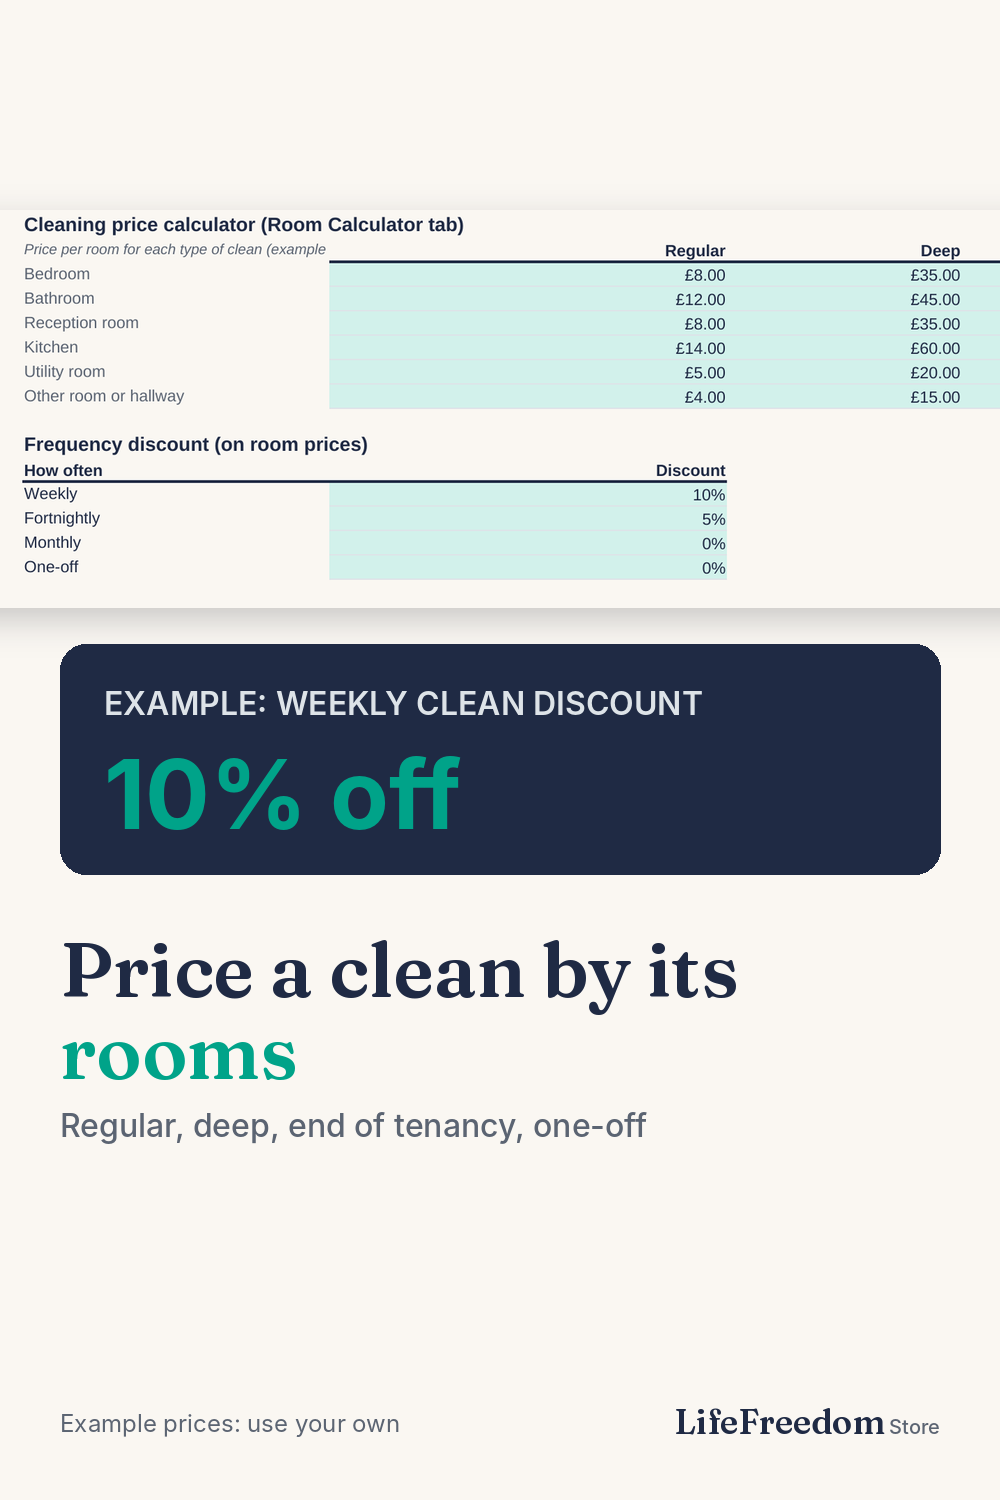 Cleaning price calculator (Room Calculator tab)
Price per room for each type of clean (example Regular Deep
Bedroom £8.00 £35.00
Bathroom £12.00 £45.00
Reception room £8.00 £35.00
Kitchen £14.00 £60.00
Utility room £5.00 £20.00
Other room or hallway £4.00 £15.00
Frequency discount (on room prices)
How often Discount
Weekly 10%
Fortnightly 5%
Monthly 0%
One-off 0%
EXAMPLE: WEEKLY CLEAN DISCOUNT
10% off
Price a clean by its
rooms
Regular, deep, end of tenancy, one-off
Example prices: use your own
LifeFreedom Store